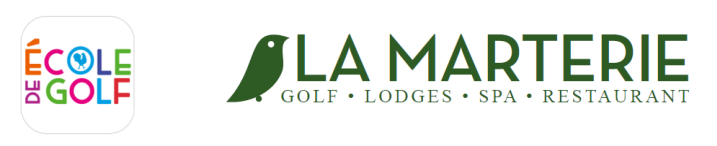 ÉCOLE
DE GOLF
LA MARTERIE
GOLF • LODGES • SPA • RESTAURANT